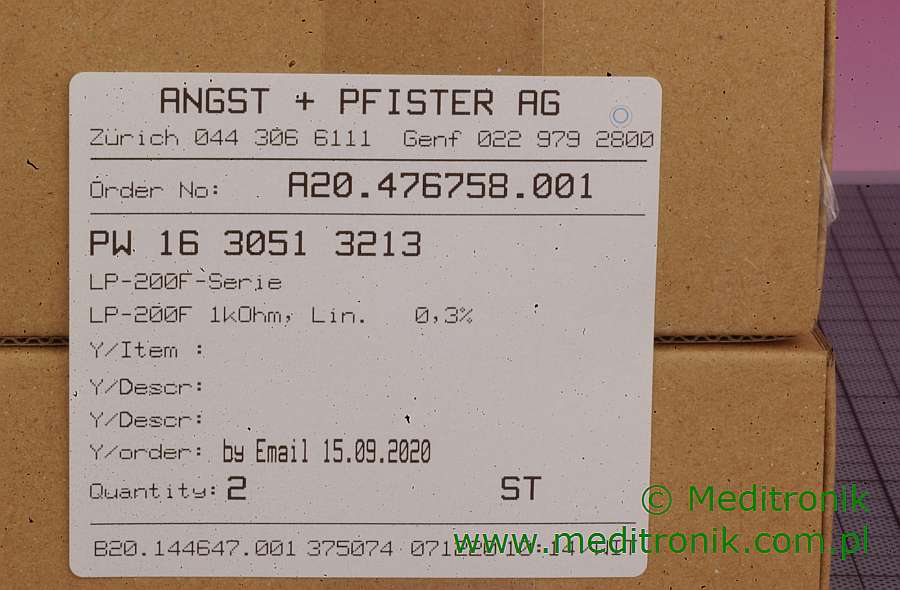 ANGST + PFISTER AG
Zürich 044 306 6111 Genf 022 979 2800
Order No: A20.476758.001
PW 16 3051 3213
LP-200F-Serie
LP-200F 1kOhm, Lin. 0,3%
Y/Item :
Y/Descr:
Y/Descr:
Y/order: by Email 15.09.2020
Quantity: 2 ST
© Meditronik
www.meditronik.com.pl
B20.144647.001 375074